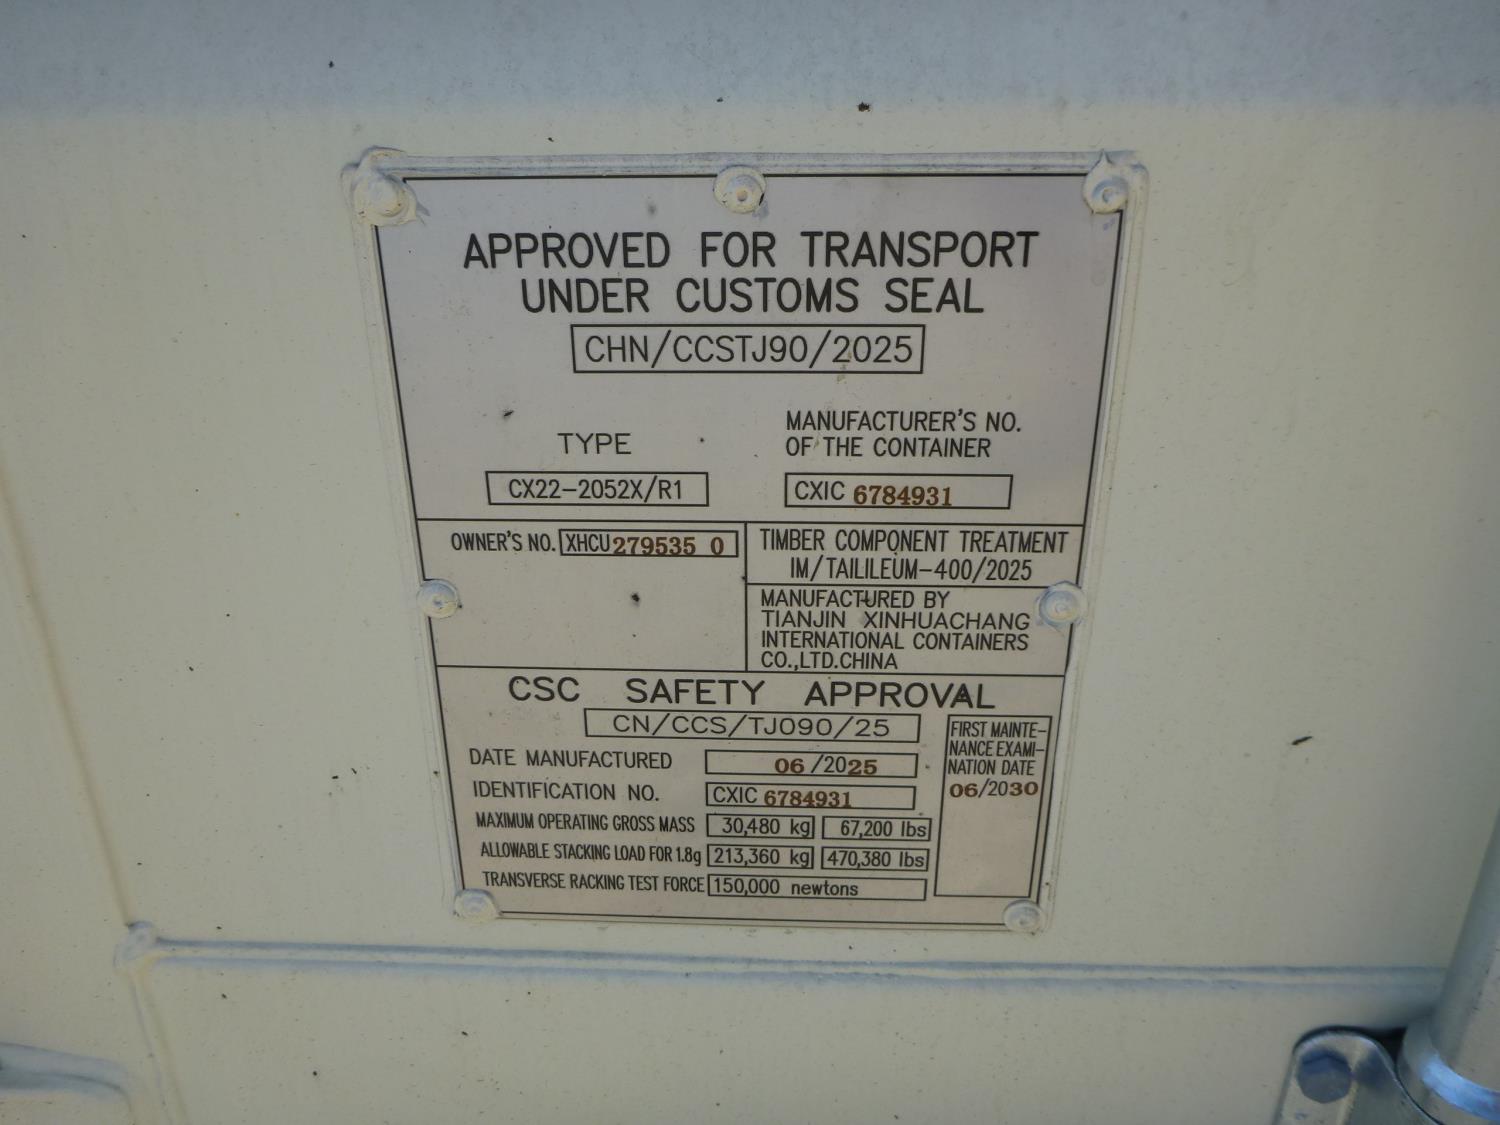 APPROVED FOR TRANSPORT
UNDER CUSTOMS SEAL
CHN/CCSTJ90/2025
TYPE
CX22-2052X/R1
MANUFACTURER'S NO.
OF THE CONTAINER
CXIC 6784931
OWNER'S NO. XHCU 279535 0
TIMBER COMPONENT TREATMENT
IM/TAILILEUM-400/2025
MANUFACTURED BY
TIANJIN XINHUACHANG
INTERNATIONAL CONTAINERS
CO.,LTD.CHINA
CSC SAFETY APPROVAL
CN/CCS/TJ090/25
DATE MANUFACTURED 06/2025
IDENTIFICATION NO. CXIC 6784931
MAXIMUM OPERATING GROSS MASS 30,480 kg 67,200 lbs
ALLOWABLE STACKING LOAD FOR 1.8g 213,360 kg 470,380 lbs
TRANSVERSE RACKING TEST FORCE 150,000 newtons
FIRST MAINTE-
NANCE EXAMI-
NATION DATE
06/2030